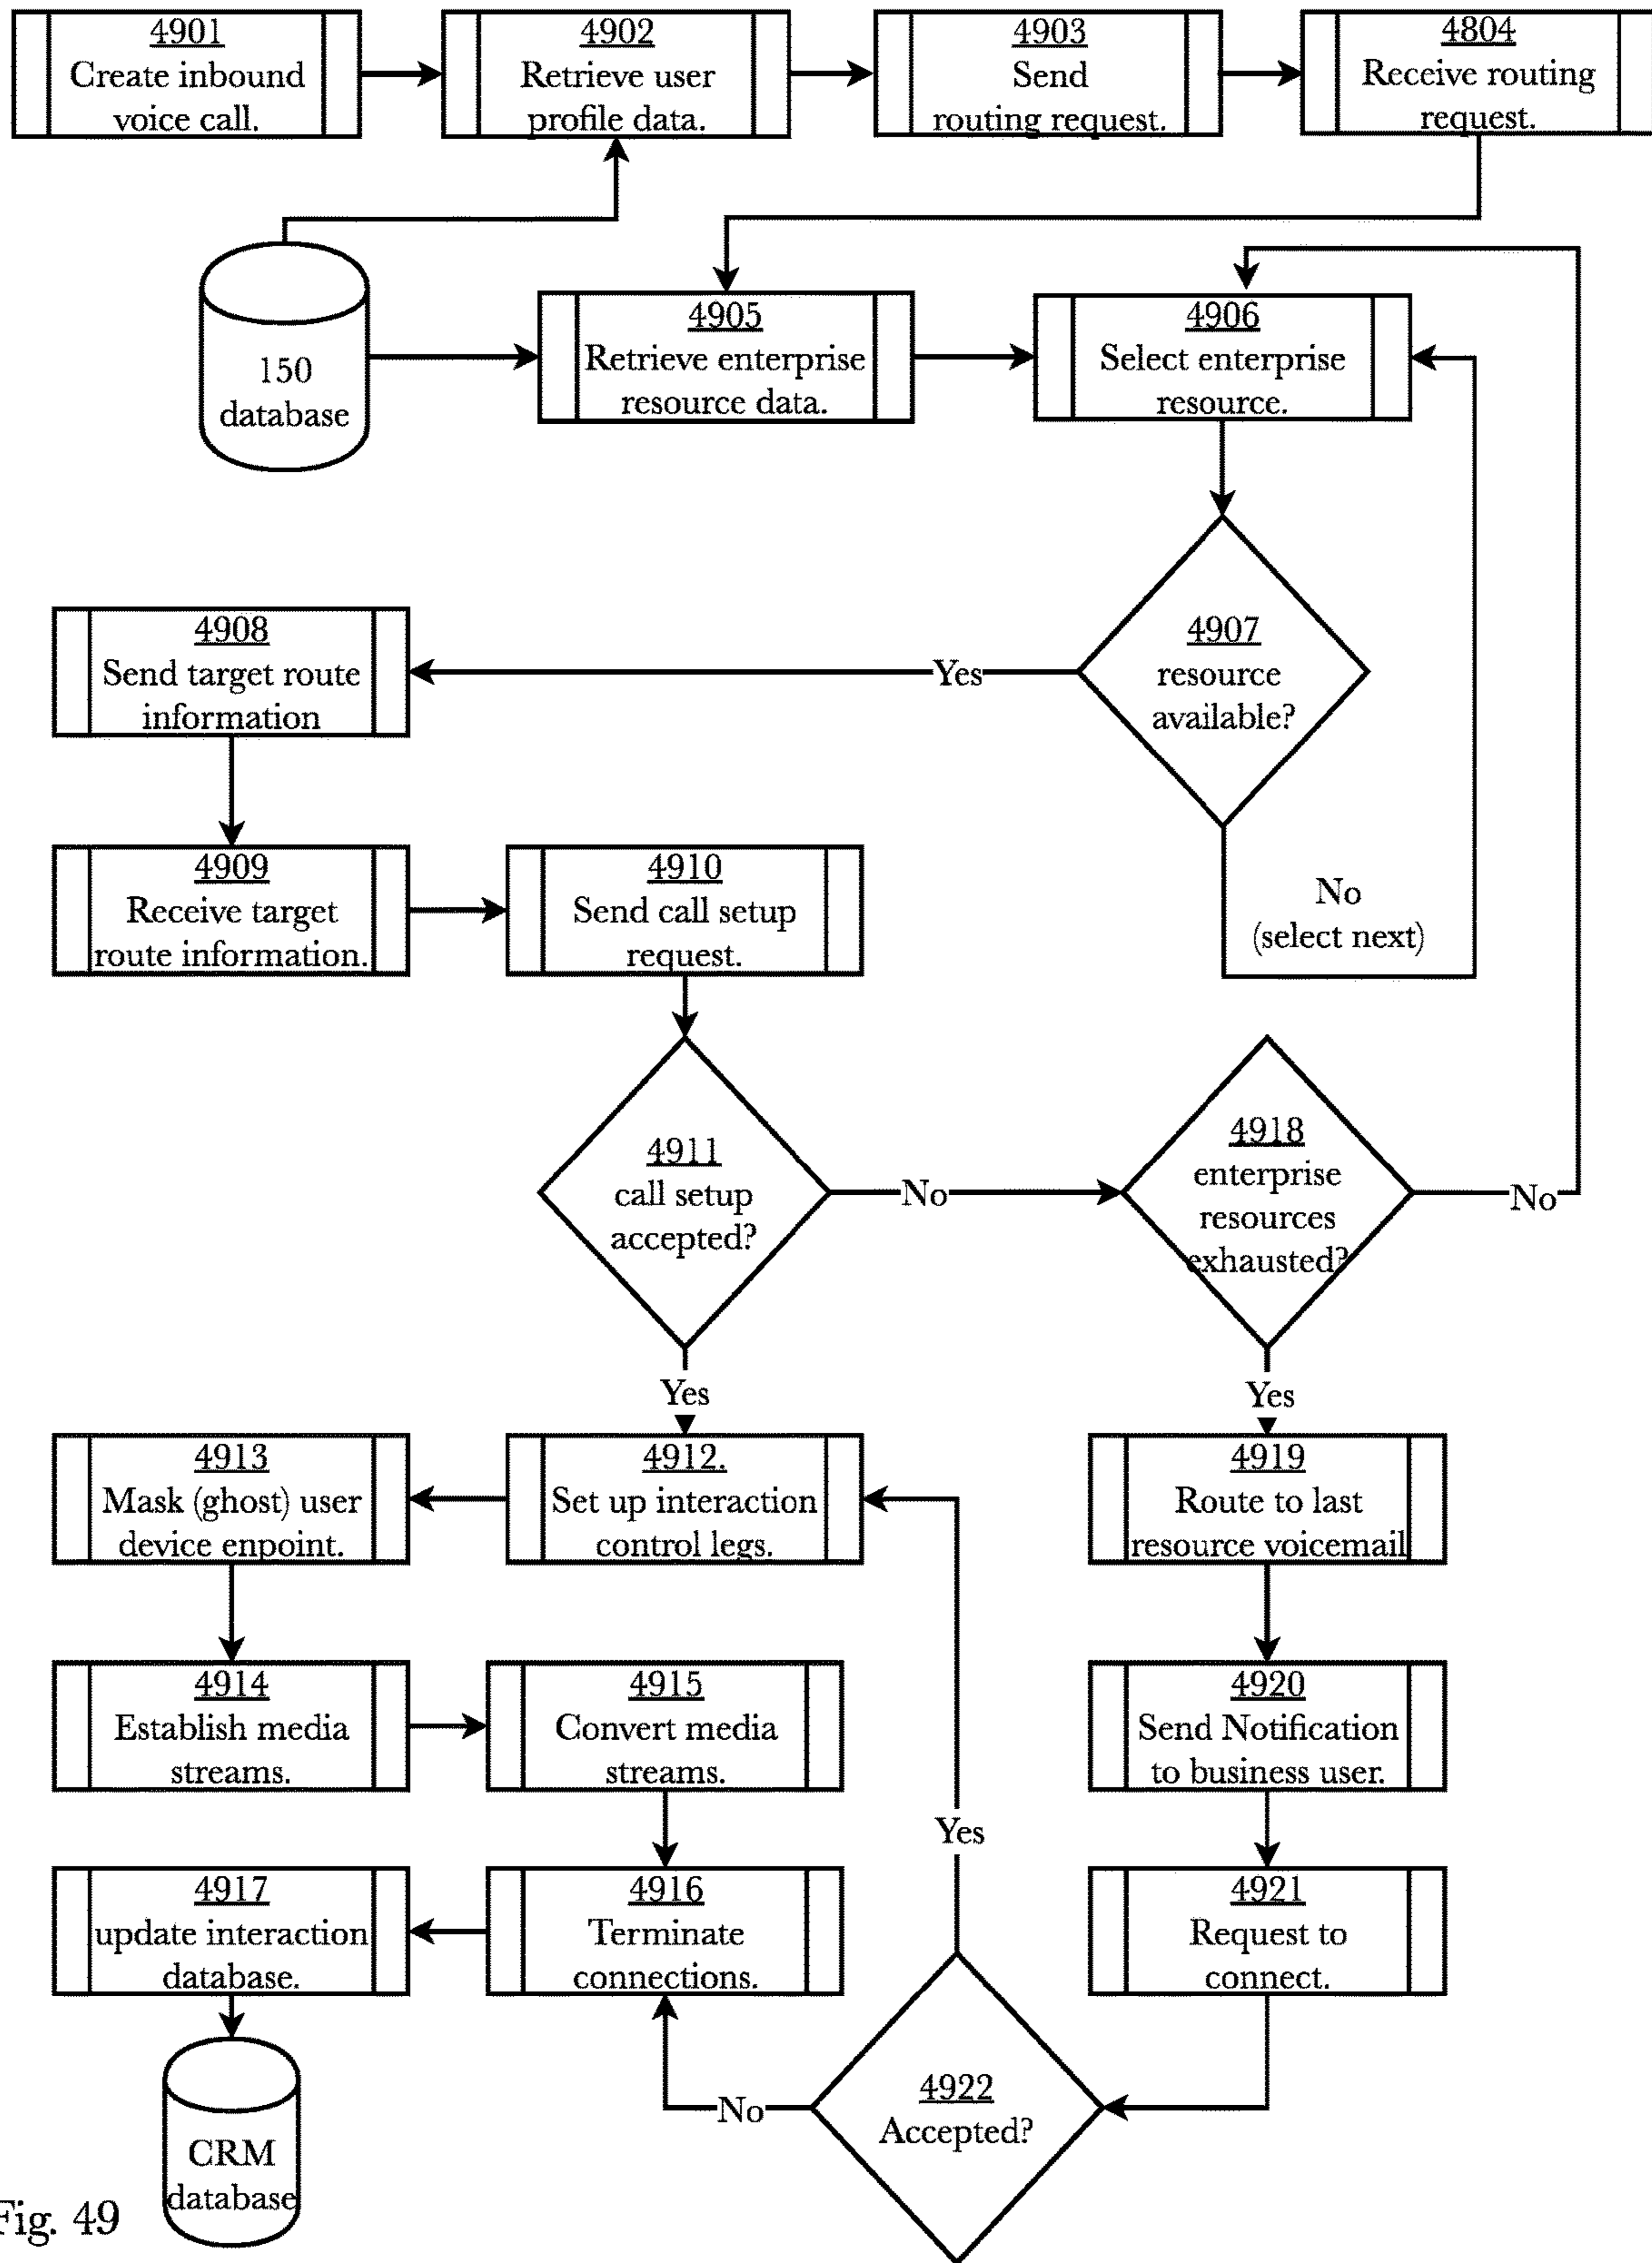 4901
Create inbound
voice call.
4902
Retrieve user
profile data.
4903
Send
routing request.
4804
Receive routing
request.
150
database
4905
Retrieve enterprise
resource data.
4906
Select enterprise
resource.
4907
resource
available?
Yes
4908
Send target route
information
No
(select next)
4909
Receive target
route information.
4910
Send call setup
request.
4911
call setup
accepted?
No
4918
enterprise
resources
exhausted?
No
Yes
Yes
4913
Mask (ghost) user
device enpoint.
4912.
Set up interaction
control legs.
4919
Route to last
resource voicemail
4914
Establish media
streams.
4915
Convert media
streams.
4920
Send Notification
to business user.
Yes
4917
update interaction
database.
4916
Terminate
connections.
4921
Request to
connect.
No
4922
Accepted?
CRM
database
Fig. 49